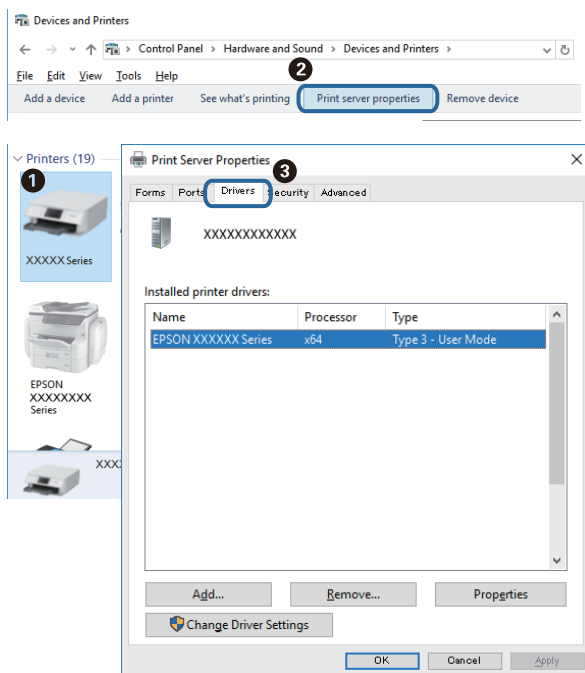 Devices and Printers
Control Panel > Hardware and Sound > Devices and Printers >
File Edit View Tools Help
2
Add a device Add a printer See what's printing Print server properties Remove device
Printers (19)
1
XXXXX Series
EPSON
XXXXXXXX
Series
XXX
Print Server Properties
3
Forms Ports Drivers Security Advanced
XXXXXXXXXXXX
Installed printer drivers:
Name Processor Type
EPSON XXXXXX Series x64 Type 3 - User Mode
Add... Remove... Properties
Change Driver Settings
OK Cancel Apply